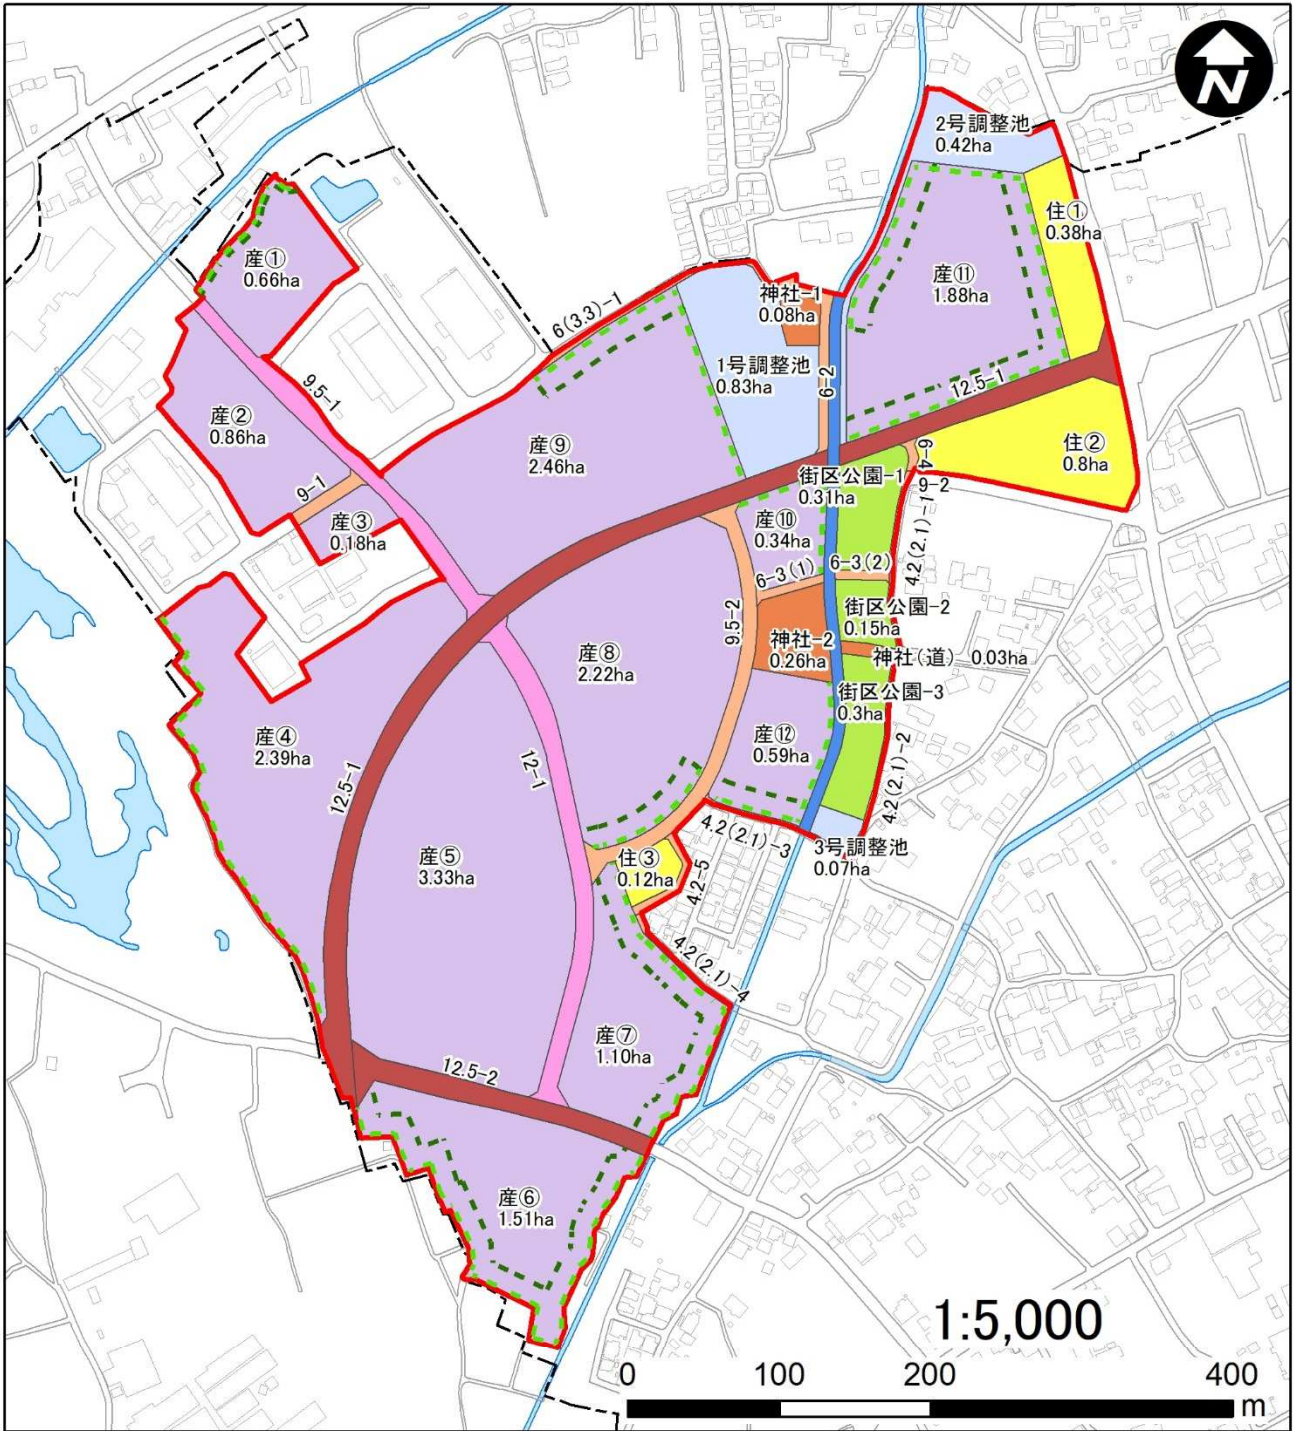 N
2号調整池
0.42ha
住①
0.38ha
産①
0.66ha
産⑪
1.88ha
神社-1
0.08ha
6(3.3)-1
1号調整池
0.83ha
6-2
9.5-1
12.5-1
産②
0.86ha
産⑨
2.46ha
住②
0.8ha
6-4
9-2
街区公園-1
0.31ha
9-1
産③
0.18ha
産⑩
0.34ha
4.2(2.1)-1
6-3(1)
6-3(2)
街区公園-2
0.15ha
9.5-2
神社-2
0.26ha
神社(道) 0.03ha
産⑧
2.22ha
街区公園-3
0.3ha
産④
2.39ha
産⑫
0.59ha
12-1
12.5-1
4.2(2.1)-2
4.2(2.1)-3
産⑤
3.33ha
住③
0.12ha
3号調整池
0.07ha
4.2-5
4.2(2.1)-4
産⑦
1.10ha
12.5-2
産⑥
1.51ha
1:5,000
0 100 200 400
m